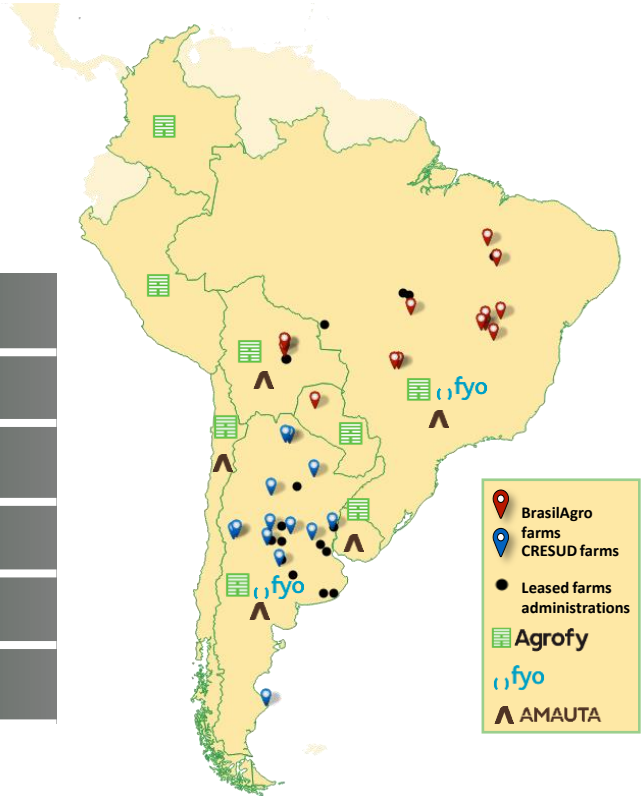 fyo
fyo
BrasilAgro
farms
CRESUD farms
Leased farms
administrations
Agrofy
fyo
AMAUTA